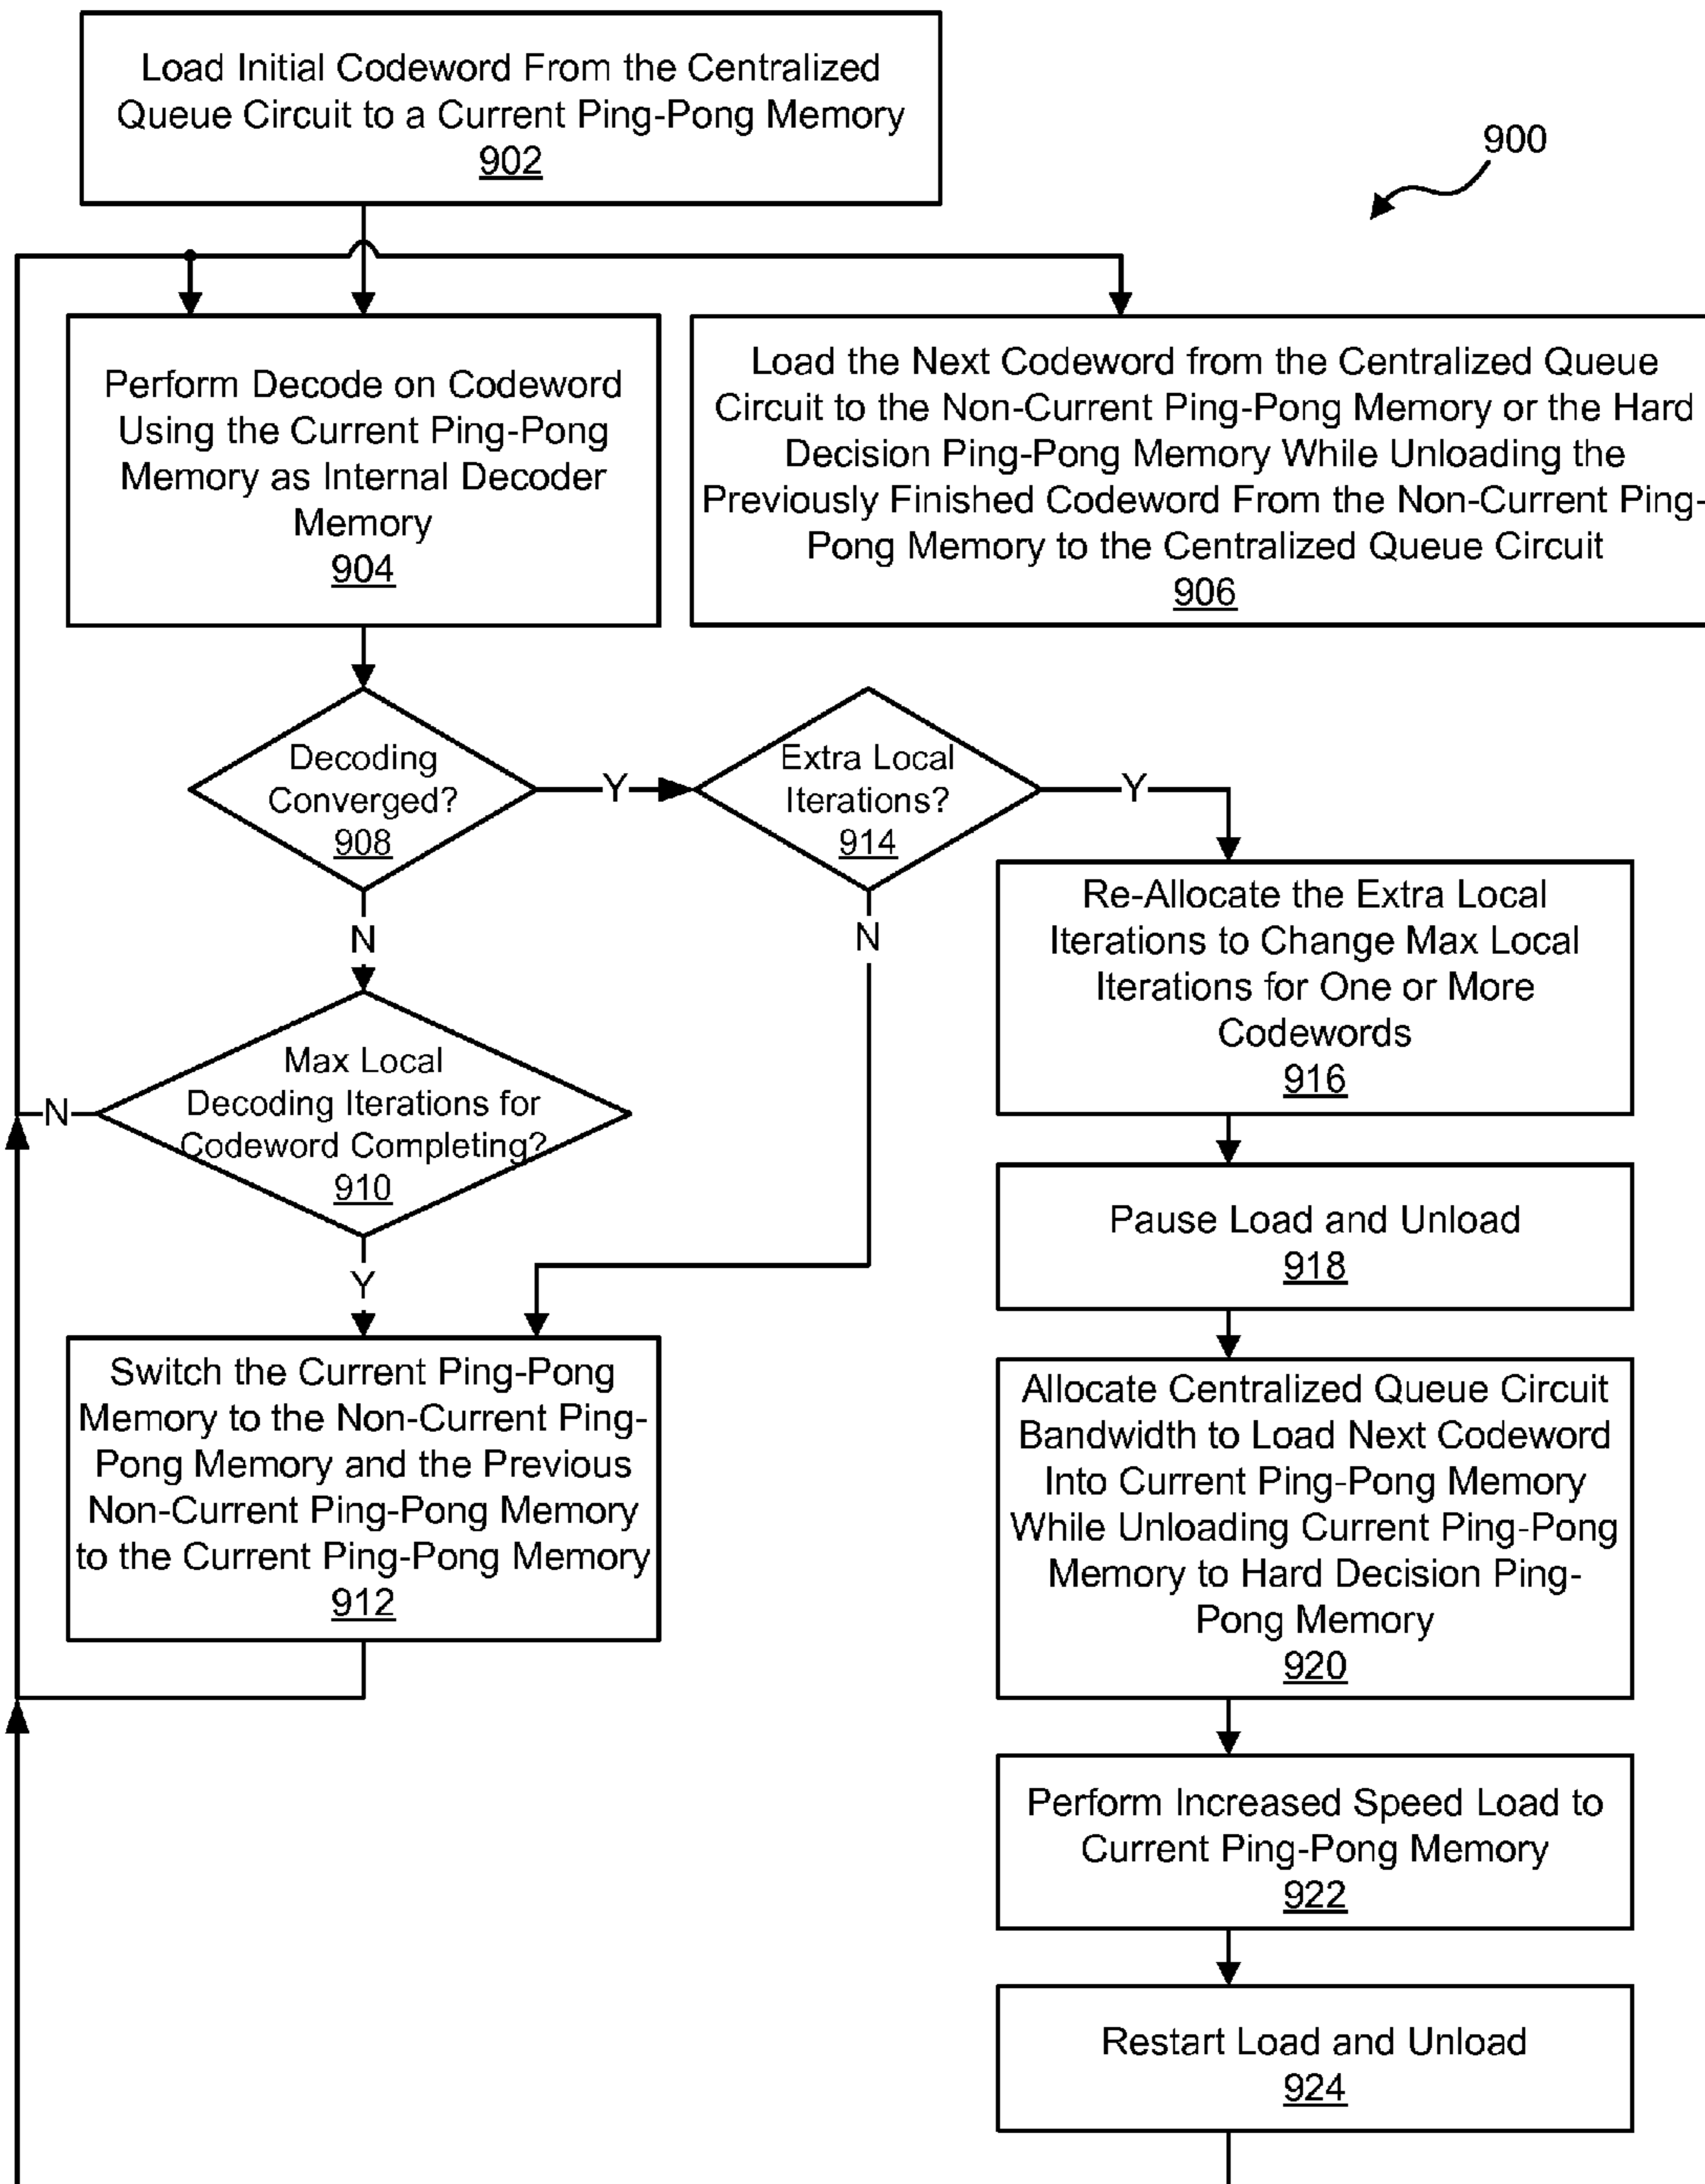 Load Initial Codeword From the Centralized
Queue Circuit to a Current Ping-Pong Memory
902
900
Perform Decode on Codeword
Using the Current Ping-Pong
Memory as Internal Decoder
Memory
904
Load the Next Codeword from the Centralized Queue
Circuit to the Non-Current Ping-Pong Memory or the Hard
Decision Ping-Pong Memory While Unloading the
Previously Finished Codeword From the Non-Current Ping-
Pong Memory to the Centralized Queue Circuit
906
Decoding
Converged?
908
Y
N
Extra Local
Iterations?
914
Y
N
Re-Allocate the Extra Local
Iterations to Change Max Local
Iterations for One or More
Codewords
916
Max Local
Decoding Iterations for
Codeword Completing?
910
N
Y
Pause Load and Unload
918
Switch the Current Ping-Pong
Memory to the Non-Current Ping-
Pong Memory and the Previous
Non-Current Ping-Pong Memory
to the Current Ping-Pong Memory
912
Allocate Centralized Queue Circuit
Bandwidth to Load Next Codeword
Into Current Ping-Pong Memory
While Unloading Current Ping-Pong
Memory to Hard Decision Ping-
Pong Memory
920
Perform Increased Speed Load to
Current Ping-Pong Memory
922
Restart Load and Unload
924